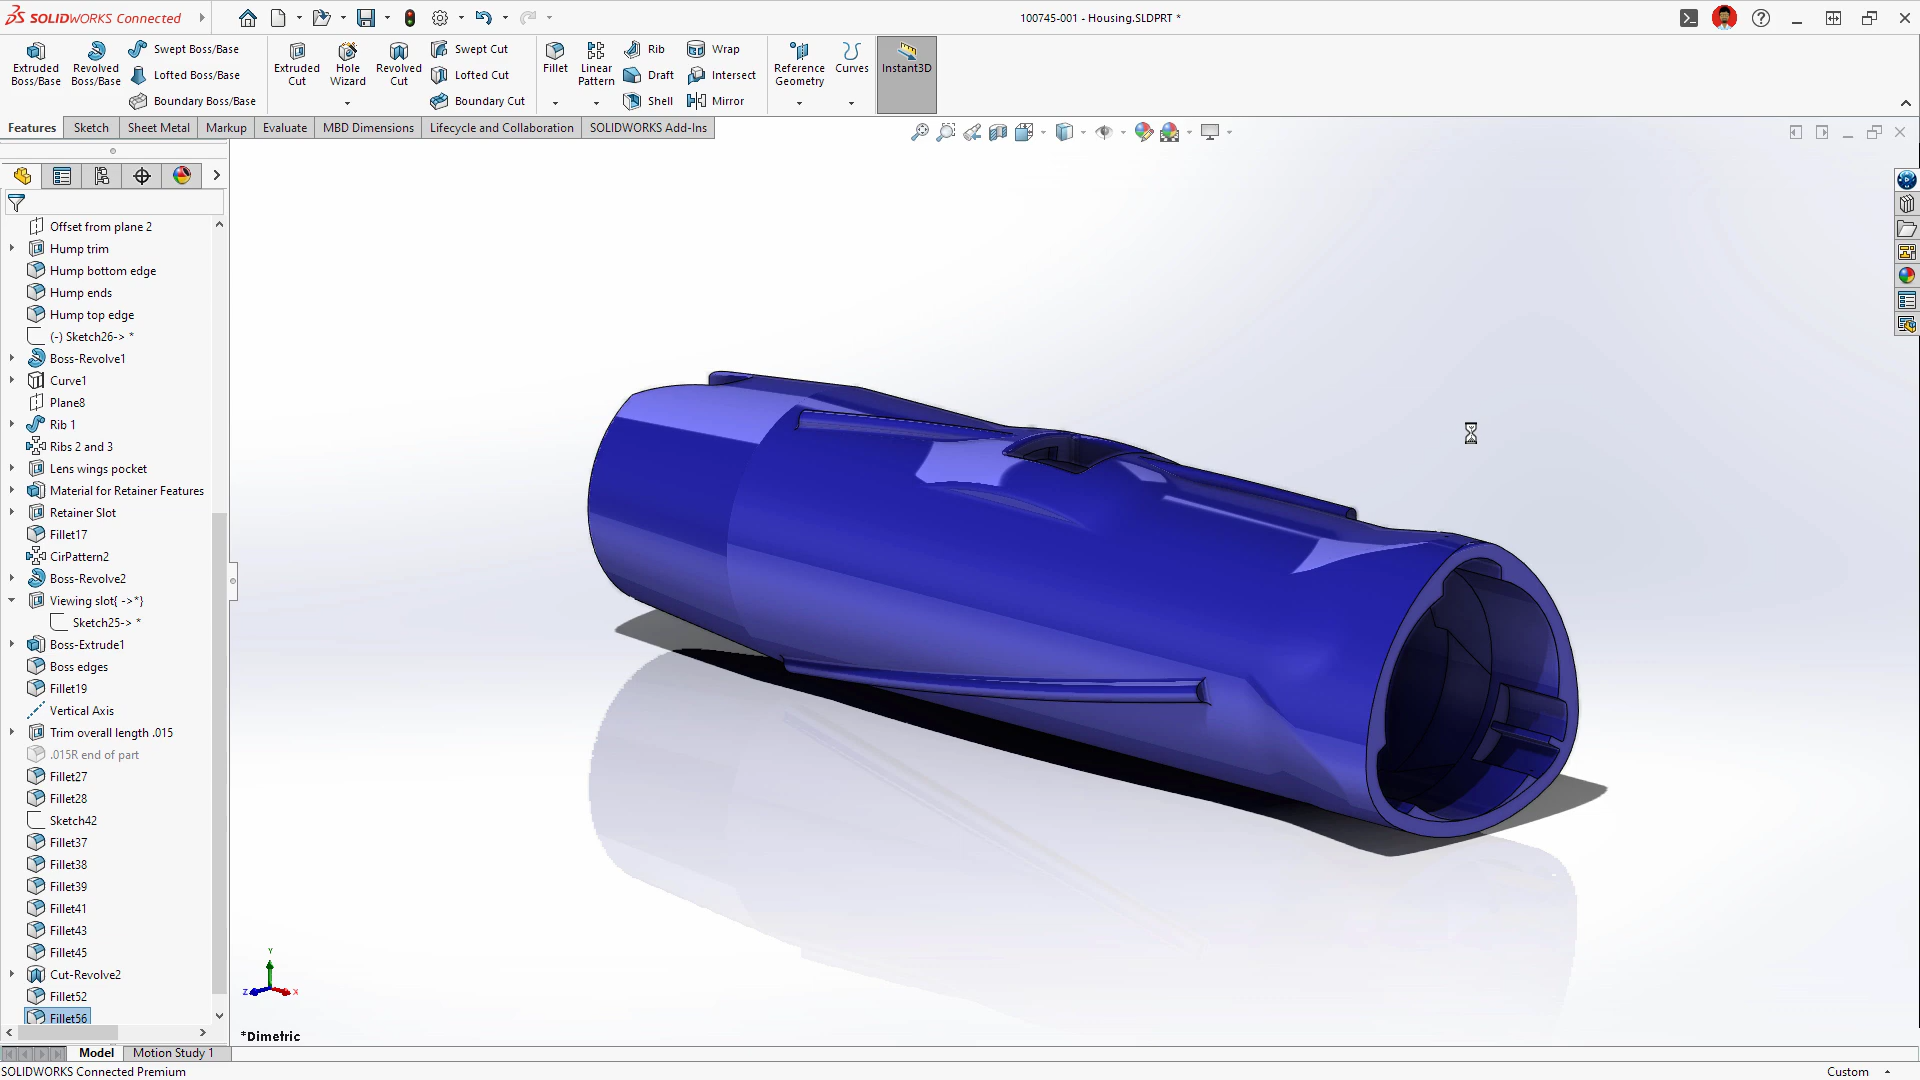 SOLIDWORKS Connected
100745-001 - Housing.SLDPRT *
Extruded Boss/Base
Revolved Boss/Base
Swept Boss/Base
Lofted Boss/Base
Boundary Boss/Base
Extruded Cut
Hole Wizard
Revolved Cut
Swept Cut
Lofted Cut
Boundary Cut
Fillet
Linear Pattern
Rib
Draft
Shell
Wrap
Intersect
Mirror
Reference Geometry
Curves
Instant3D
Features
Sketch
Sheet Metal
Markup
Evaluate
MBD Dimensions
Lifecycle and Collaboration
SOLIDWORKS Add-Ins
Offset from plane 2
Hump trim
Hump bottom edge
Hump ends
Hump top edge
(-) Sketch26-> *
Boss-Revolve1
Curve1
Plane8
Rib 1
Ribs 2 and 3
Lens wings pocket
Material for Retainer Features
Retainer Slot
Fillet17
CirPattern2
Boss-Revolve2
Viewing slot{ ->*}
Sketch25-> *
Boss-Extrude1
Boss edges
Fillet19
Vertical Axis
Trim overall length .015
.015R end of part
Fillet27
Fillet28
Sketch42
Fillet37
Fillet38
Fillet39
Fillet41
Fillet43
Fillet45
Cut-Revolve2
Fillet52
Fillet56
Y
Z
X
*Dimetric
Model
Motion Study 1
SOLIDWORKS Connected Premium
Custom